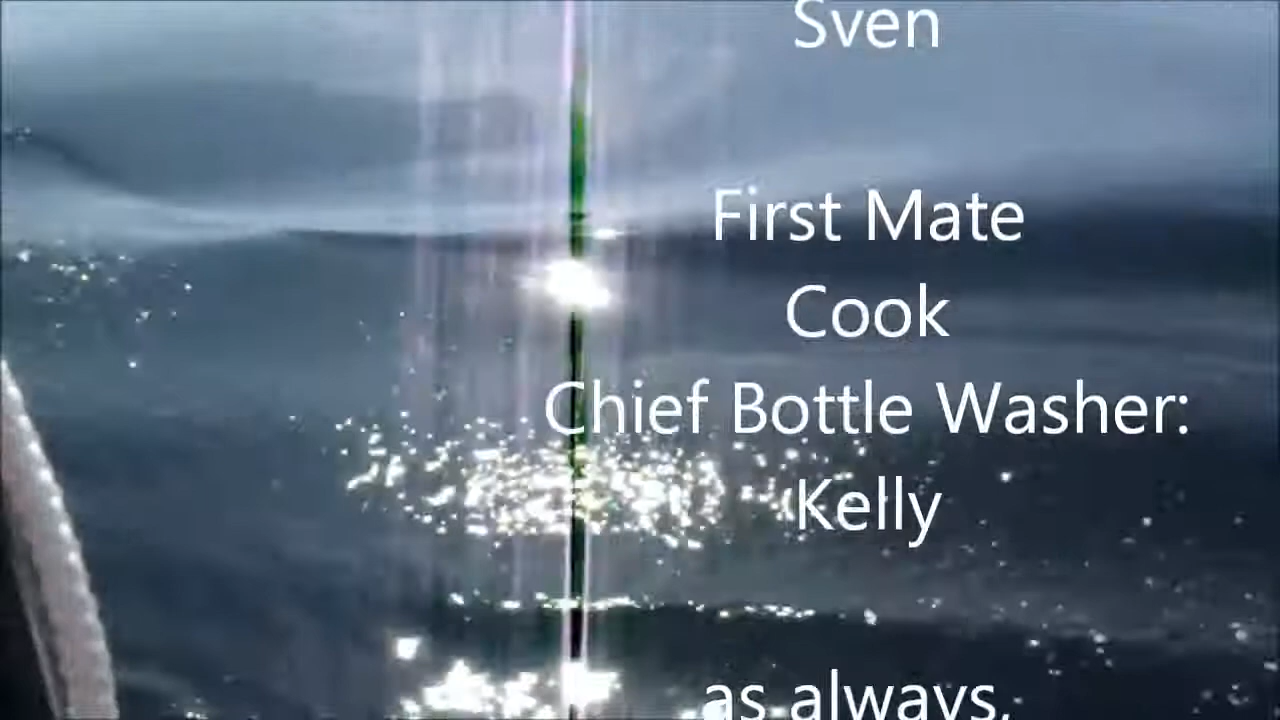 Sven
First Mate
Cook
Chief Bottle Washer:
Kelly
as always,